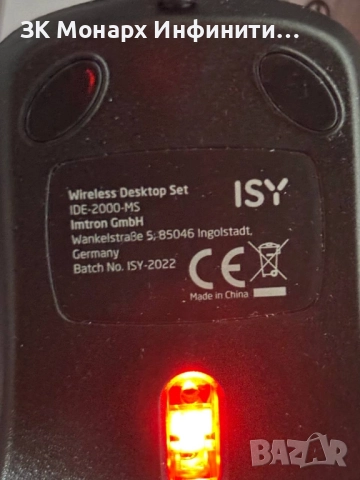 ЗК Монарх Инфинити...
Wireless Desktop Set
IDE-2000-MS
Imtron GmbH
Wankelstraße 5, 85046 Ingolstadt,
Germany
Batch No. ISY-2022
ISY
CE
Made in China
BAZAR